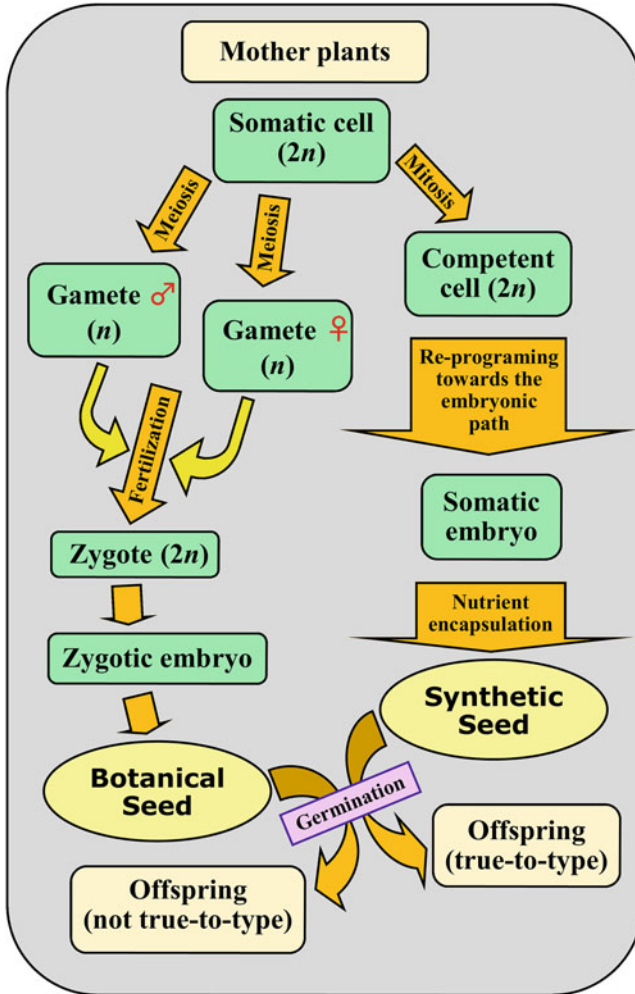 Mother plants
Somatic cell
(2n)
Meiosis
Meiosis
Mitosis
Gamete ♂
(n)
Gamete ♀
(n)
Competent
cell (2n)
Re-programing
towards the
embryonic
path
Fertilization
Somatic
embryo
Zygote (2n)
Nutrient
encapsulation
Zygotic embryo
Synthetic
Seed
Botanical
Seed
Germination
Offspring
(true-to-type)
Offspring
(not true-to-type)